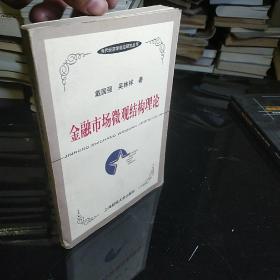 当代经济学前沿研究丛书
戴国强 吴林祥 著
金融市场微观结构理论
上海财经大学出版社